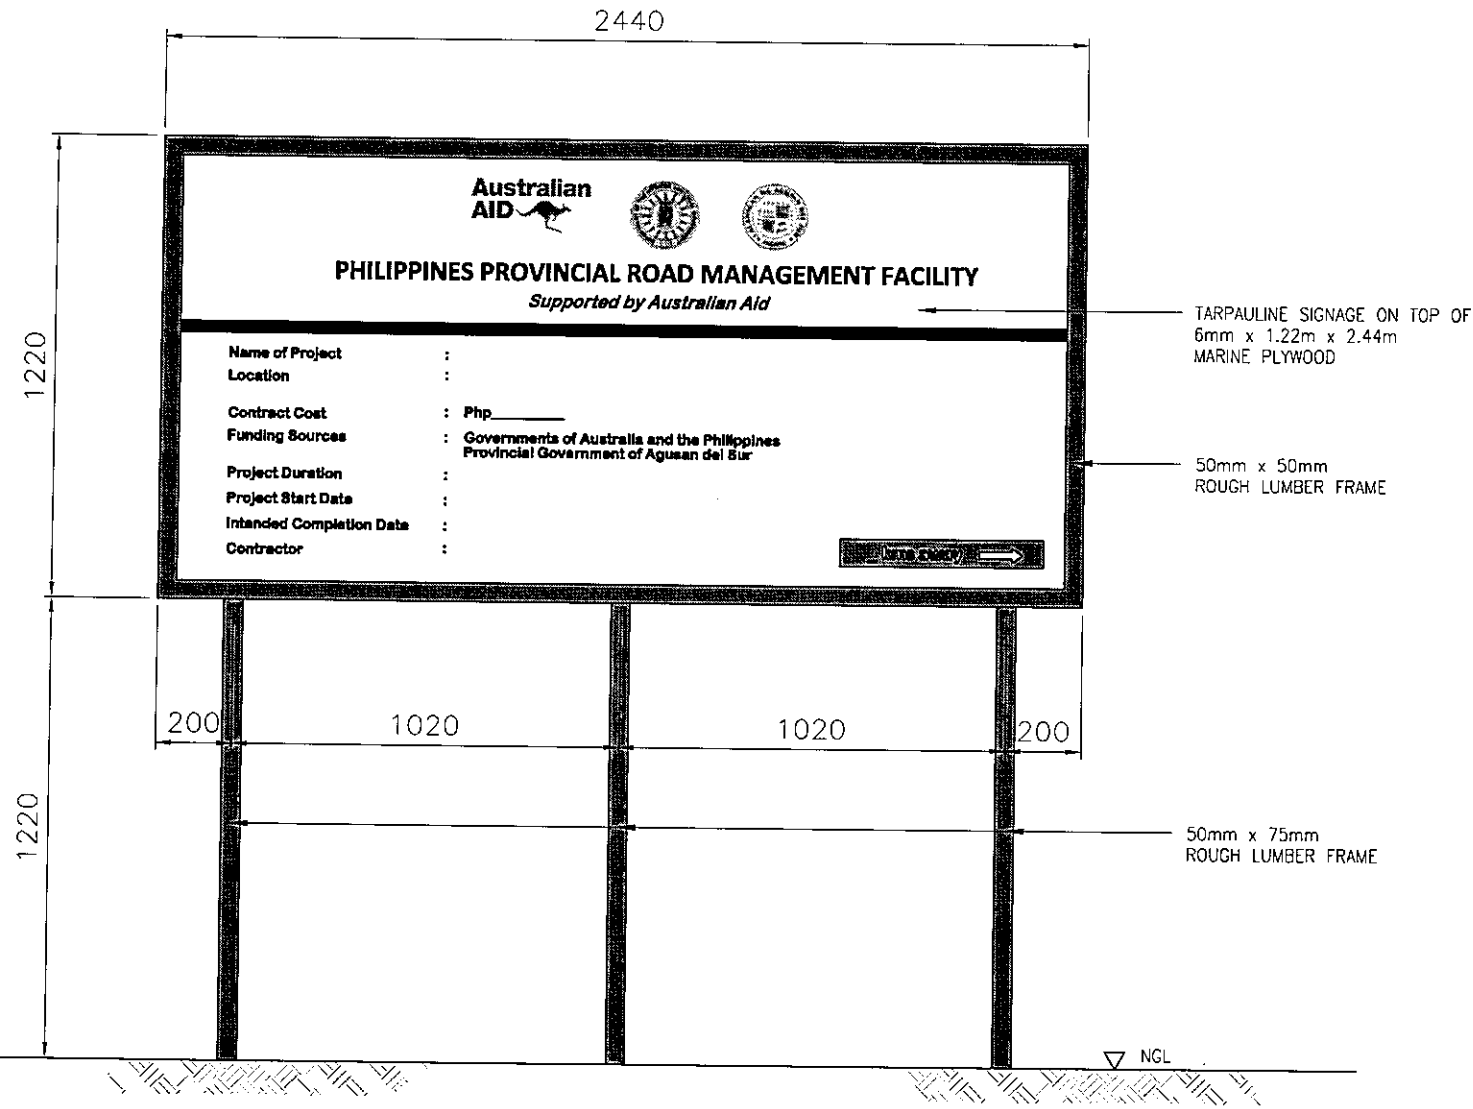 2440
Australian
AID
PHILIPPINES PROVINCIAL ROAD MANAGEMENT FACILITY
Supported by Australian Aid
TARPAULINE SIGNAGE ON TOP OF
6mm x 1.22m x 2.44m
MARINE PLYWOOD
1220
Name of Project :
Location :
Contract Cost : Php________
Funding Sources : Governments of Australia and the Philippines
Provincial Government of Agusan del Sur
50mm x 50mm
ROUGH LUMBER FRAME
Project Duration :
Project Start Date :
Intended Completion Date :
Contractor :
200 1020 1020 200
1220
50mm x 75mm
ROUGH LUMBER FRAME
NGL